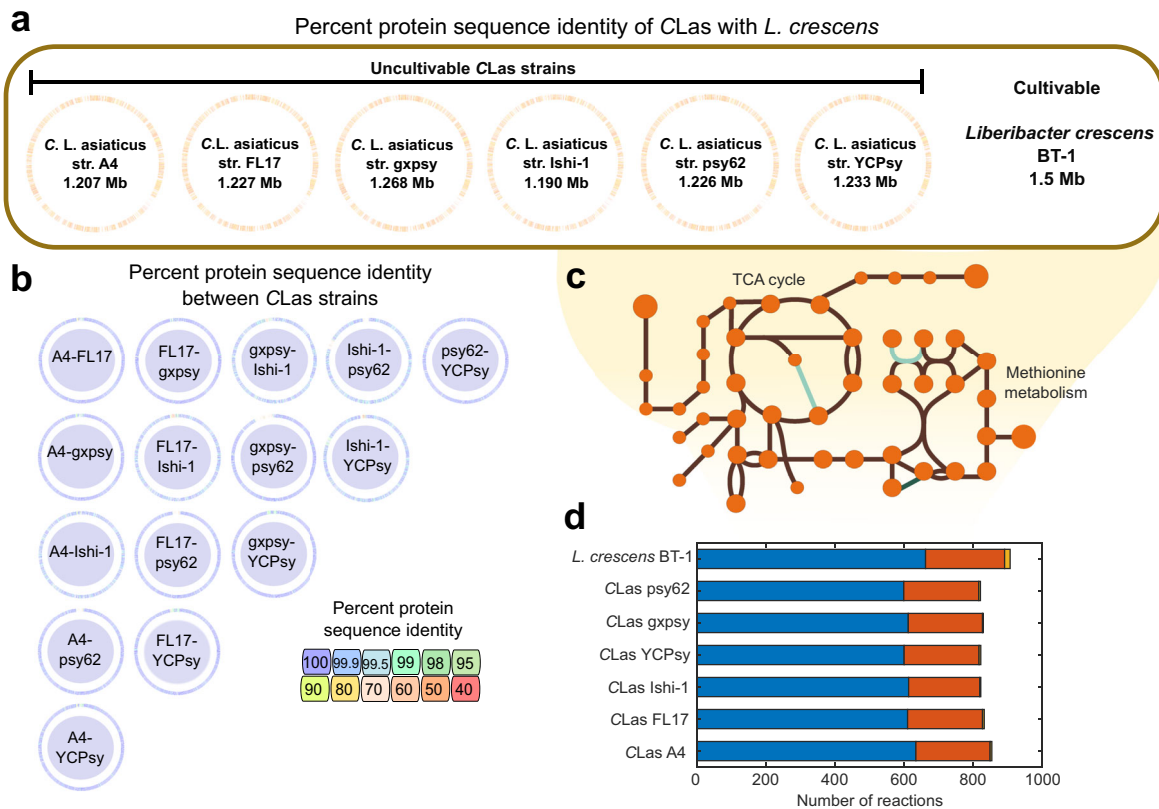 a
Percent protein sequence identity of CLas with L. crescens
Uncultivable CLas strains
C. L. asiaticus
str. A4
1.207 Mb
C.L. asiaticus
str. FL17
1.227 Mb
C. L. asiaticus
str. gxpsy
1.268 Mb
C. L. asiaticus
str. Ishi-1
1.190 Mb
C. L. asiaticus
str. psy62
1.226 Mb
C. L. asiaticus
str. YCPsy
1.233 Mb
Cultivable
Liberibacter crescens
BT-1
1.5 Mb
b
Percent protein sequence identity
between CLas strains
A4-FL17
FL17-
gxpsy
gxpsy-
Ishi-1
Ishi-1-
psy62
psy62-
YCPsy
A4-gxpsy
FL17-
Ishi-1
gxpsy-
psy62
Ishi-1-
YCPsy
A4-Ishi-1
FL17-
psy62
gxpsy-
YCPsy
A4-
psy62
FL17-
YCPsy
A4-
YCPsy
Percent protein
sequence identity
100 99.9 99.5 99 98 95
90 80 70 60 50 40
c
TCA cycle
Methionine
metabolism
d
L. crescens BT-1
CLas psy62
CLas gxpsy
CLas YCPsy
CLas Ishi-1
CLas FL17
CLas A4
0 200 400 600 800 1000
Number of reactions